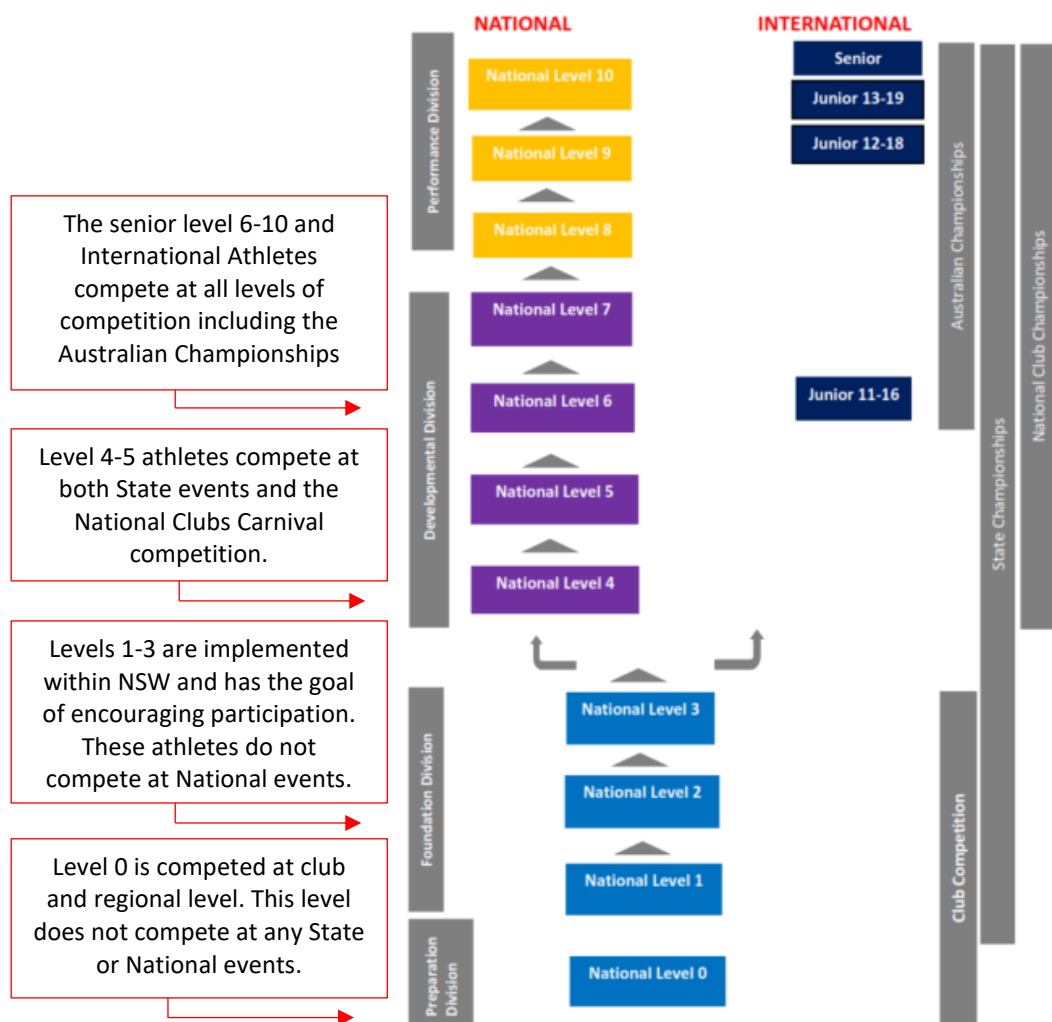 NATIONAL
INTERNATIONAL
Performance Division
National Level 10
National Level 9
National Level 8
Senior
Junior 13-19
Junior 12-18
Australian Championships
State Championships
National Club Championships
The senior level 6-10 and
International Athletes
compete at all levels of
competition including the
Australian Championships
Developmental Division
National Level 7
National Level 6
Junior 11-16
Level 4-5 athletes compete at
both State events and the
National Clubs Carnival
competition.
National Level 5
National Level 4
Levels 1-3 are implemented
within NSW and has the goal
of encouraging participation.
These athletes do not
compete at National events.
Foundation Division
National Level 3
National Level 2
National Level 1
Club Competition
Level 0 is competed at club
and regional level. This level
does not compete at any State
or National events.
Preparation
Division
National Level 0